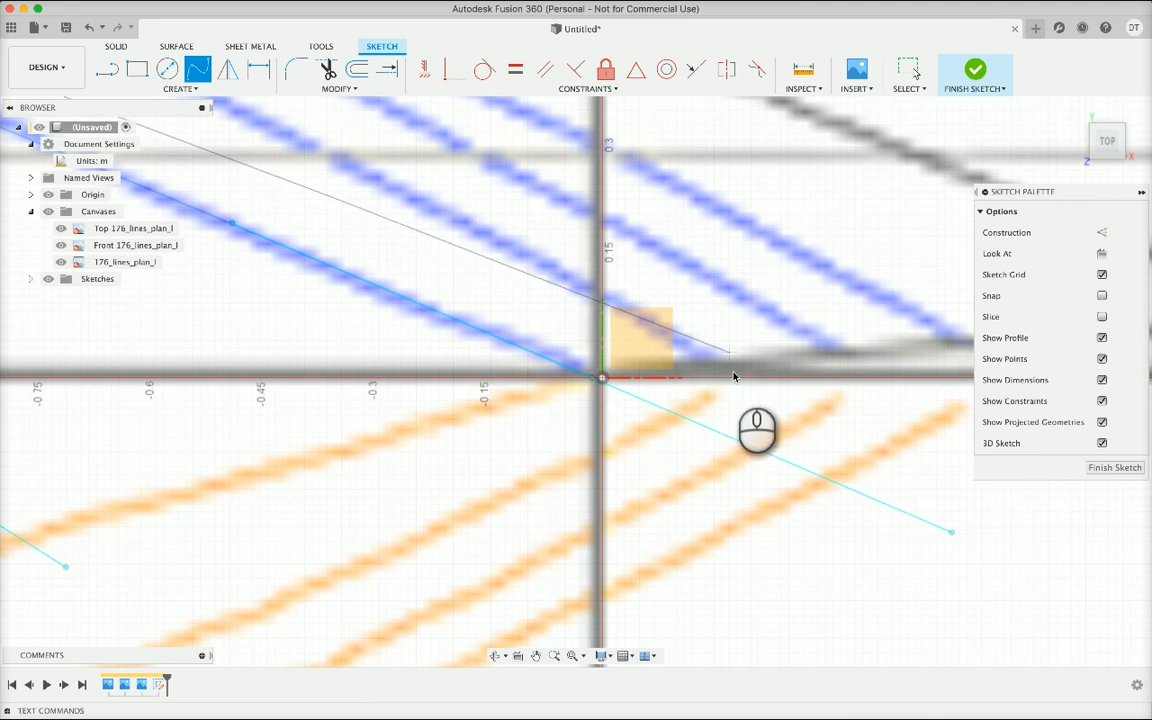 Autodesk Fusion 360 (Personal - Not for Commercial Use)
Untitled*
DT
DESIGN
SOLID
SURFACE
SHEET METAL
TOOLS
SKETCH
CREATE
MODIFY
CONSTRAINTS
INSPECT
INSERT
SELECT
FINISH SKETCH
BROWSER
(Unsaved)
Document Settings
Units: m
Named Views
Origin
Canvases
Top 176_lines_plan_l
Front 176_lines_plan_l
176_lines_plan_l
Sketches
0.3
0.15
-0.75
-0.6
-0.45
-0.3
-0.15
Y
TOP
Z
X
SKETCH PALETTE
Options
Construction
Look At
Sketch Grid
Snap
Slice
Show Profile
Show Points
Show Dimensions
Show Constraints
Show Projected Geometries
3D Sketch
Finish Sketch
COMMENTS
TEXT COMMANDS